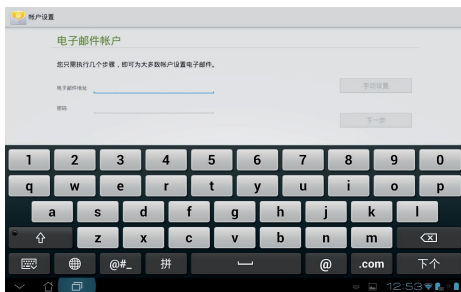 帐户设置
电子邮件帐户
您只需执行几个步骤，即可为大多数帐户设置电子邮件。
电子邮件地址
手动设置
密码
下一步
1 2 3 4 5 6 7 8 9 0
q w e r t y u i o p
a s d f g h j k l
z x c v b n m
@#_ 拼 @ .com 下个
12:53